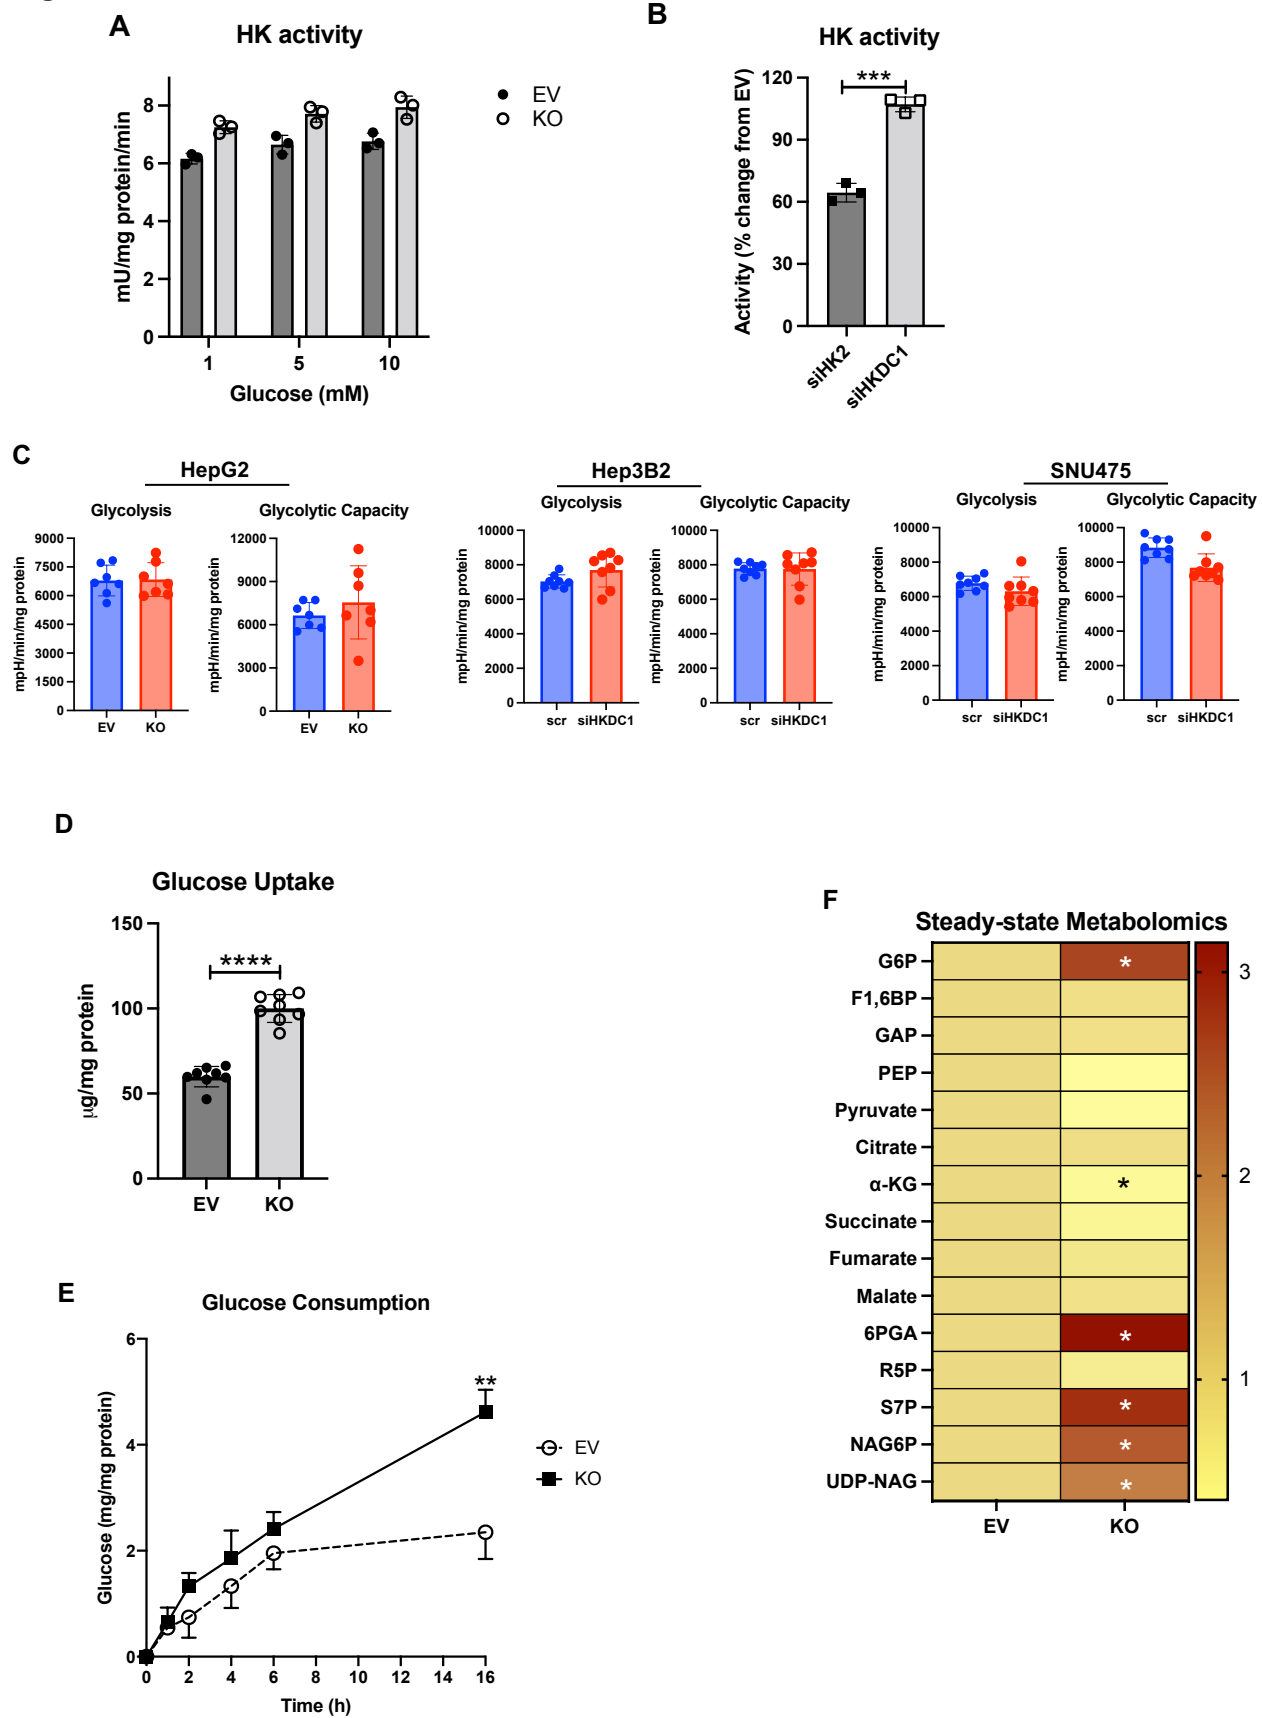 A
HK activity
mU/mg protein/min
8
6
4
2
0
1 5 10
Glucose (mM)
EV
KO
B
HK activity
Activity (% change from EV)
120
90
60
30
0
***
siHK2
siHKDC1
C
HepG2
Glycolysis
mpH/min/mg protein
9000
7500
6000
4500
3000
1500
0
EV KO
Glycolytic Capacity
mpH/min/mg protein
12000
9000
6000
3000
0
EV KO
Hep3B2
Glycolysis
mpH/min/mg protein
10000
8000
6000
4000
2000
0
scr siHKDC1
Glycolytic Capacity
mpH/min/mg protein
10000
8000
6000
4000
2000
0
scr siHKDC1
SNU475
Glycolysis
mpH/min/mg protein
10000
8000
6000
4000
2000
0
scr siHKDC1
Glycolytic Capacity
mpH/min/mg protein
10000
8000
6000
4000
2000
0
scr siHKDC1
D
Glucose Uptake
μg/mg protein
150
100
50
0
****
EV KO
E
Glucose Consumption
Glucose (mg/mg protein)
6
4
2
0
**
0 2 4 6 8 10 12 14 16
Time (h)
EV
KO
F
Steady-state Metabolomics
G6P *
F1,6BP
GAP
PEP
Pyruvate
Citrate
α-KG *
Succinate
Fumarate
Malate
6PGA *
R5P
S7P *
NAG6P *
UDP-NAG *
EV KO
3
2
1